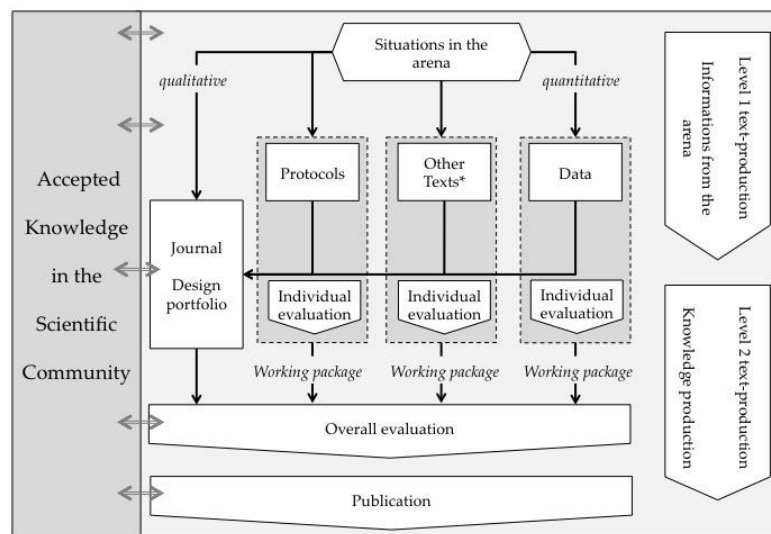 Situations in the
arena
qualitative
quantitative
Protocols
Other
Texts*
Data
Accepted
Knowledge
in the
Scientific
Community
Journal
Design
portfolio
Individual
evaluation
Individual
evaluation
Individual
evaluation
Working package
Working package
Working package
Overall evaluation
Publication
Level 1 text-production
Informations from the
arena
Level 2 text-production
Knowledge production